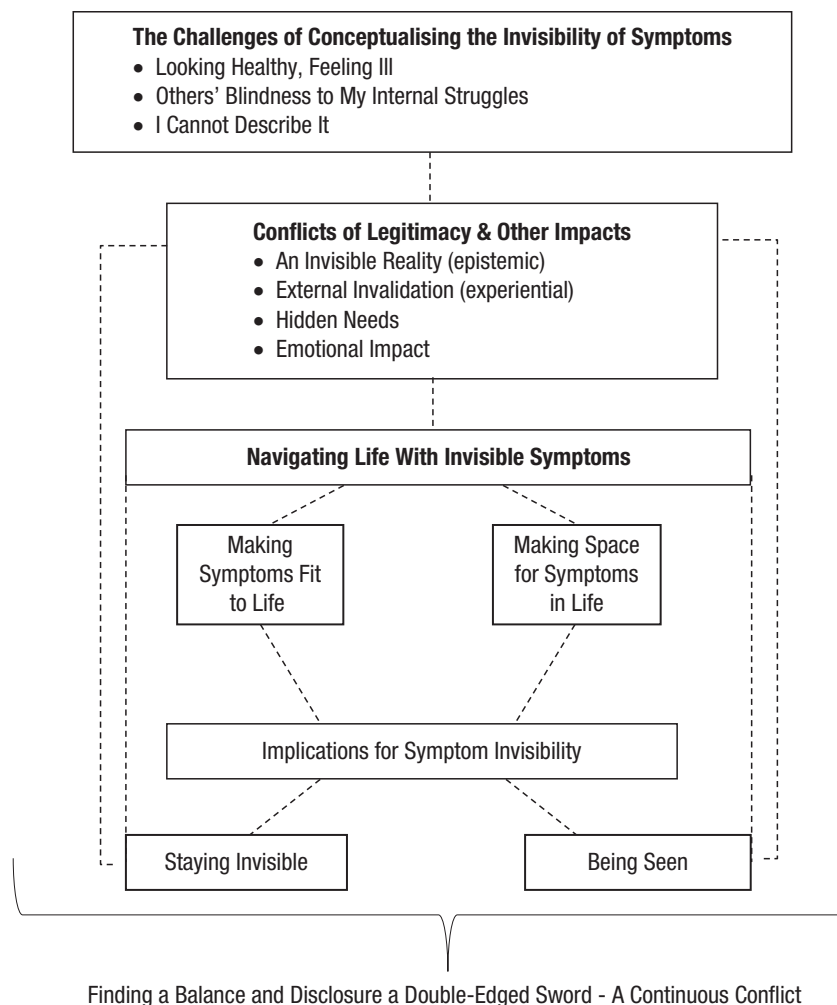 The Challenges of Conceptualising the Invisibility of Symptoms
• Looking Healthy, Feeling Ill
• Others’ Blindness to My Internal Struggles
• I Cannot Describe It
Conflicts of Legitimacy & Other Impacts
• An Invisible Reality (epistemic)
• External Invalidation (experiential)
• Hidden Needs
• Emotional Impact
Navigating Life With Invisible Symptoms
Making
Symptoms Fit
to Life
Making Space
for Symptoms
in Life
Implications for Symptom Invisibility
Staying Invisible
Being Seen
Finding a Balance and Disclosure a Double-Edged Sword - A Continuous Conflict